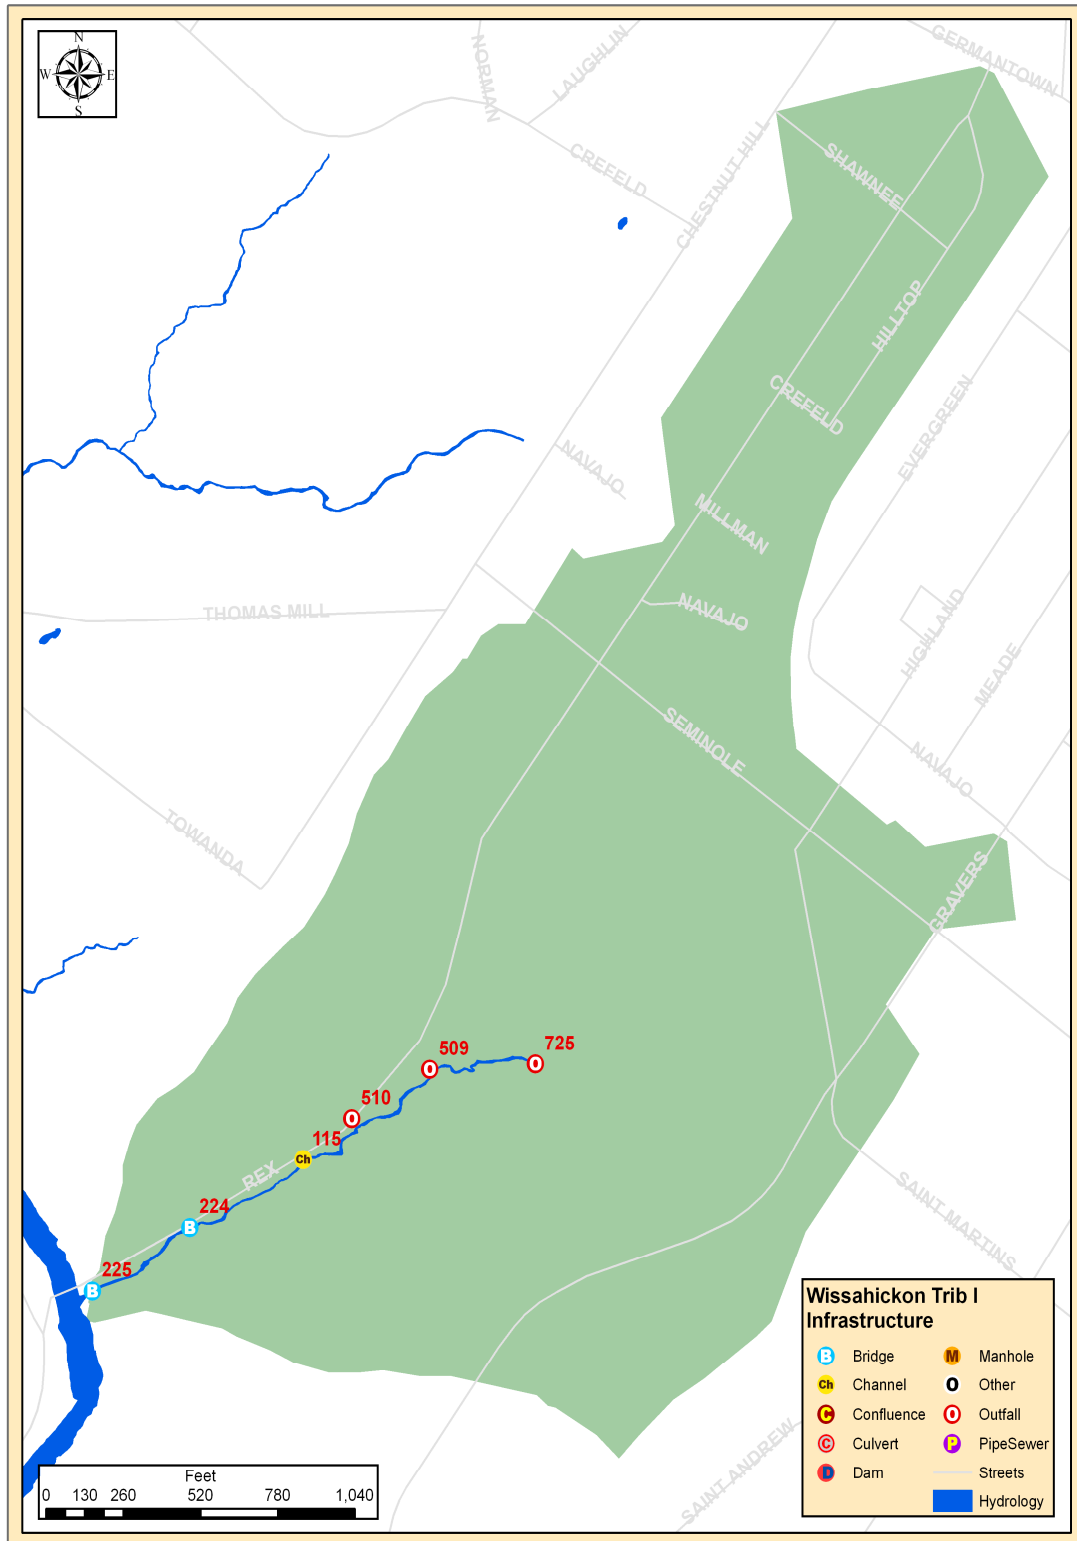 N
W E
S
NORMAN
LAUGHLIN
GERMANTOWN
CREFELD
CHESTNUT HILL
SHAWNEE
HILLTOP
CREFELD
EVERGREEN
NAVAJO
MILLMAN
THOMAS MILL
NAVAJO
HIGHLAND
MEADE
SEMINOLE
NAVAJO
TOWANDA
GRAVERS
509
725
O
O
510
O
115
Ch
REX
224
B
225
B
SAINT MARTINS
SAINT ANDREW
Wissahickon Trib I
Infrastructure
B Bridge
M Manhole
Ch Channel
O Other
C Confluence
O Outfall
C Culvert
P PipeSewer
D Dam
Streets
Hydrology
Feet
0 130 260 520 780 1,040